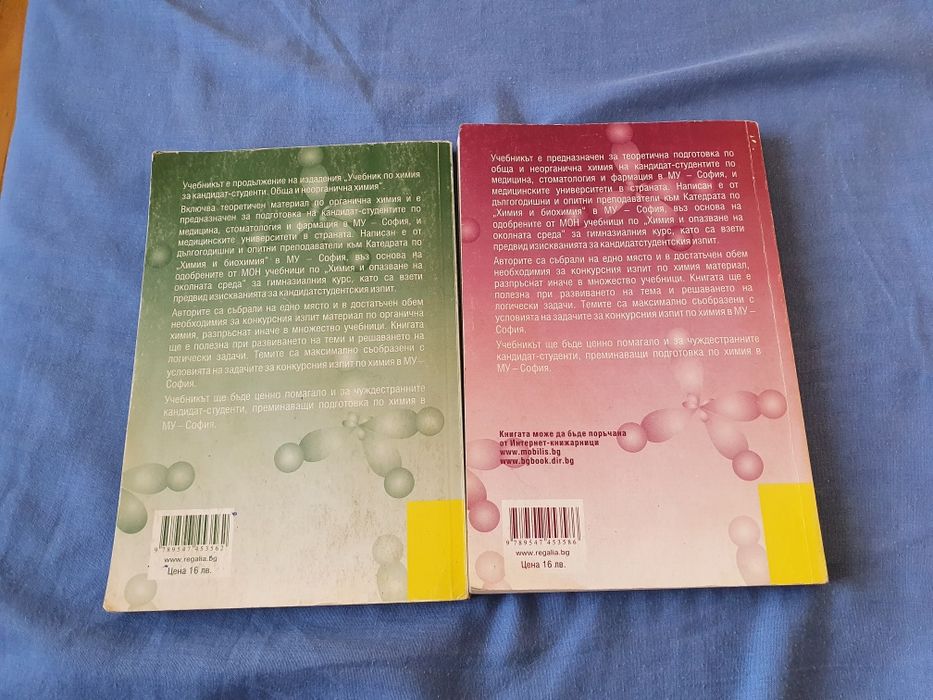 Учебникът е продължение на издадения „Учебник по химия
за кандидат-студенти. Обща и неорганична химия".
Включва теоретичен материал по органична химия и е
предназначен за подготовка на кандидат-студентите по
медицина, стоматология и фармация в МУ – София, и
медицинските университети в страната. Написан е от
дългогодишни и опитни преподаватели към Катедрата по
„Химия и биохимия" в МУ – София, въз основа на
одобрените от МОН учебници по „Химия и опазване на
околната среда" за гимназиалния курс, като са взети
предвид изискванията за кандидатстудентския изпит.
Авторите са събрали на едно място и в достатъчен обем
необходимия за конкурсния изпит материал по органична
химия, разпръснат иначе в множество учебници. Книгата
ще е полезна при развиването на теми и решаването на
логически задачи. Темите са максимално съобразени с
условията на задачите за конкурсния изпит по химия в МУ –
София.
Учебникът ще бъде ценно помагало и за чуждестранните
кандидат-студенти, преминаващи подготовка по химия в
МУ – София.
9 789547 453562
www.regalia.bg
Цена 16 лв.
Учебникът е предназначен за теоретична подготовка по
обща и неорганична химия на кандидат-студентите по
медицина, стоматология и фармация в МУ – София, и
медицинските университети в страната. Написан е от
дългогодишни и опитни преподаватели към Катедрата по
„Химия и биохимия" в МУ – София, въз основа на
одобрените от МОН учебници по „Химия и опазване на
околната среда" за гимназиалния курс, като са взети
предвид изискванията за кандидатстудентския изпит.
Авторите са събрали на едно място и в достатъчен обем
необходимия за конкурсния изпит по химия материал,
разпръснат иначе в множество учебници. Книгата ще е
полезна при развиването на тема и решаването на
логически задачи. Темите са максимално съобразени с
условията на задачите за конкурсния изпит по химия в МУ –
София.
Учебникът ще бъде ценно помагало и за чуждестранните
кандидат-студенти, преминаващи подготовка по химия в
МУ – София.
Книгата може да бъде поръчана
от Интернет-книжарници
www.mobilis.bg
www.bgbook.dir.bg
9 789547 453586
www.regalia.bg
Цена 16 лв.